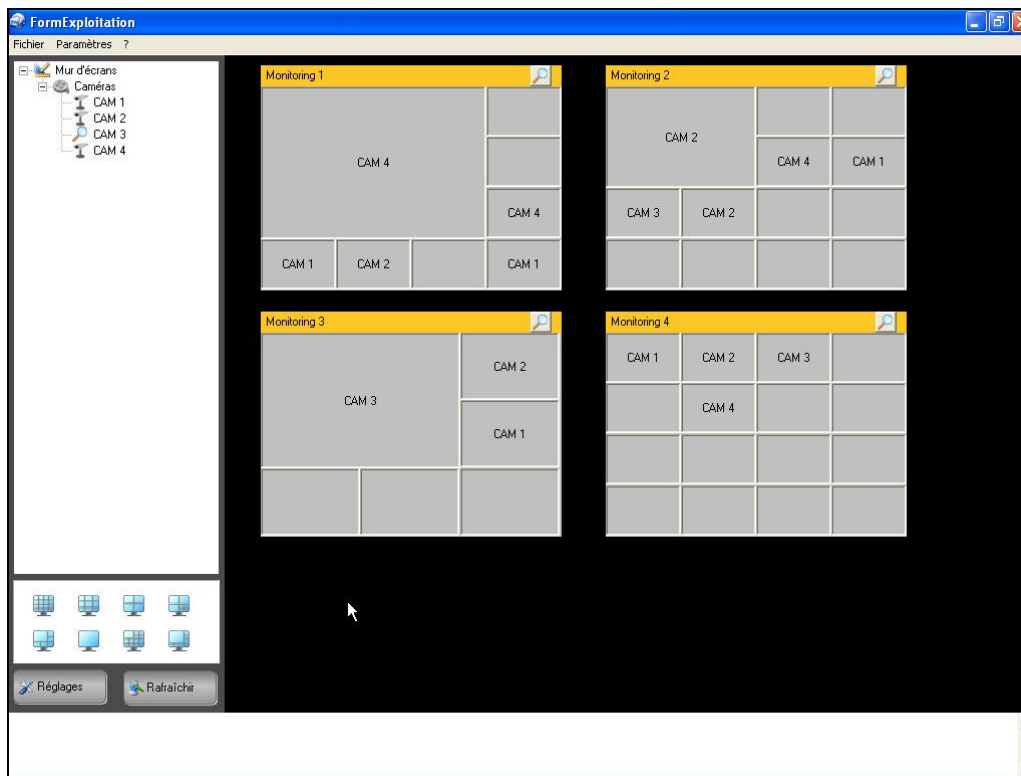 FormExploitation
Fichier Paramètres ?
Mur d'écrans
Caméras
CAM 1
CAM 2
CAM 3
CAM 4
Réglages
Rafraîchir
Monitoring 1
CAM 4
CAM 4
CAM 1 CAM 2 CAM 1
Monitoring 2
CAM 2
CAM 4 CAM 1
CAM 3 CAM 2
Monitoring 3
CAM 3
CAM 2
CAM 1
Monitoring 4
CAM 1 CAM 2 CAM 3
CAM 4